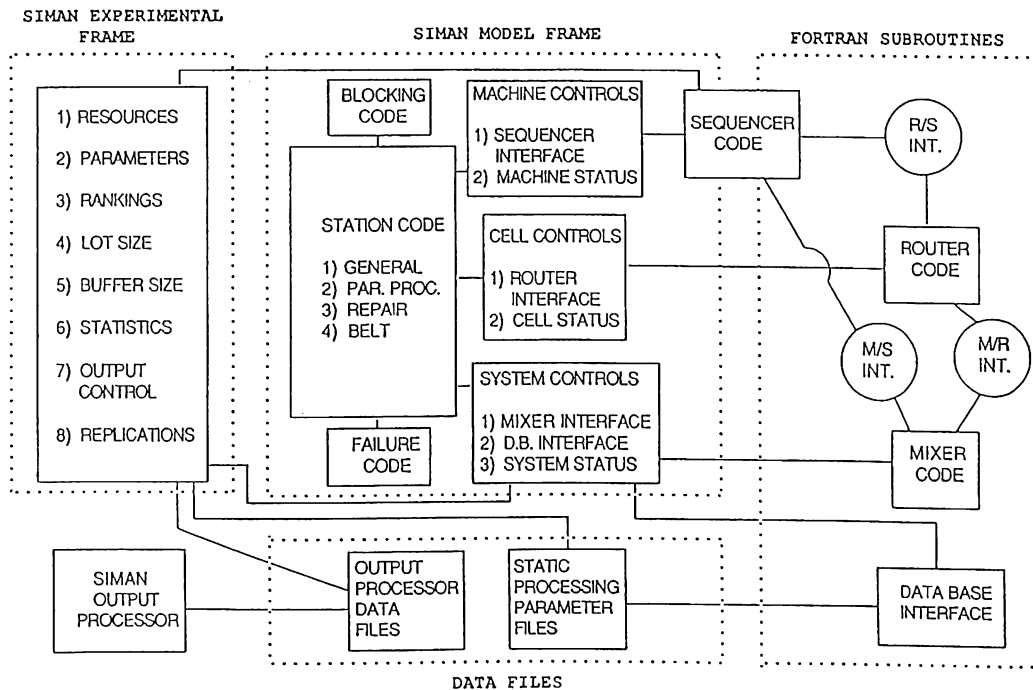 SIMAN EXPERIMENTAL
FRAME
SIMAN MODEL FRAME
FORTRAN SUBROUTINES
1) RESOURCES
2) PARAMETERS
3) RANKINGS
4) LOT SIZE
5) BUFFER SIZE
6) STATISTICS
7) OUTPUT
CONTROL
8) REPLICATIONS
BLOCKING
CODE
STATION CODE
1) GENERAL
2) PAR. PROC.
3) REPAIR
4) BELT
FAILURE
CODE
MACHINE CONTROLS
1) SEQUENCER
INTERFACE
2) MACHINE STATUS
CELL CONTROLS
1) ROUTER
INTERFACE
2) CELL STATUS
SYSTEM CONTROLS
1) MIXER INTERFACE
2) D.B. INTERFACE
3) SYSTEM STATUS
SEQUENCER
CODE
R/S
INT.
ROUTER
CODE
M/S
INT.
M/R
INT.
MIXER
CODE
SIMAN
OUTPUT
PROCESSOR
OUTPUT
PROCESSOR
DATA
FILES
STATIC
PROCESSING
PARAMETER
FILES
DATA BASE
INTERFACE
DATA FILES